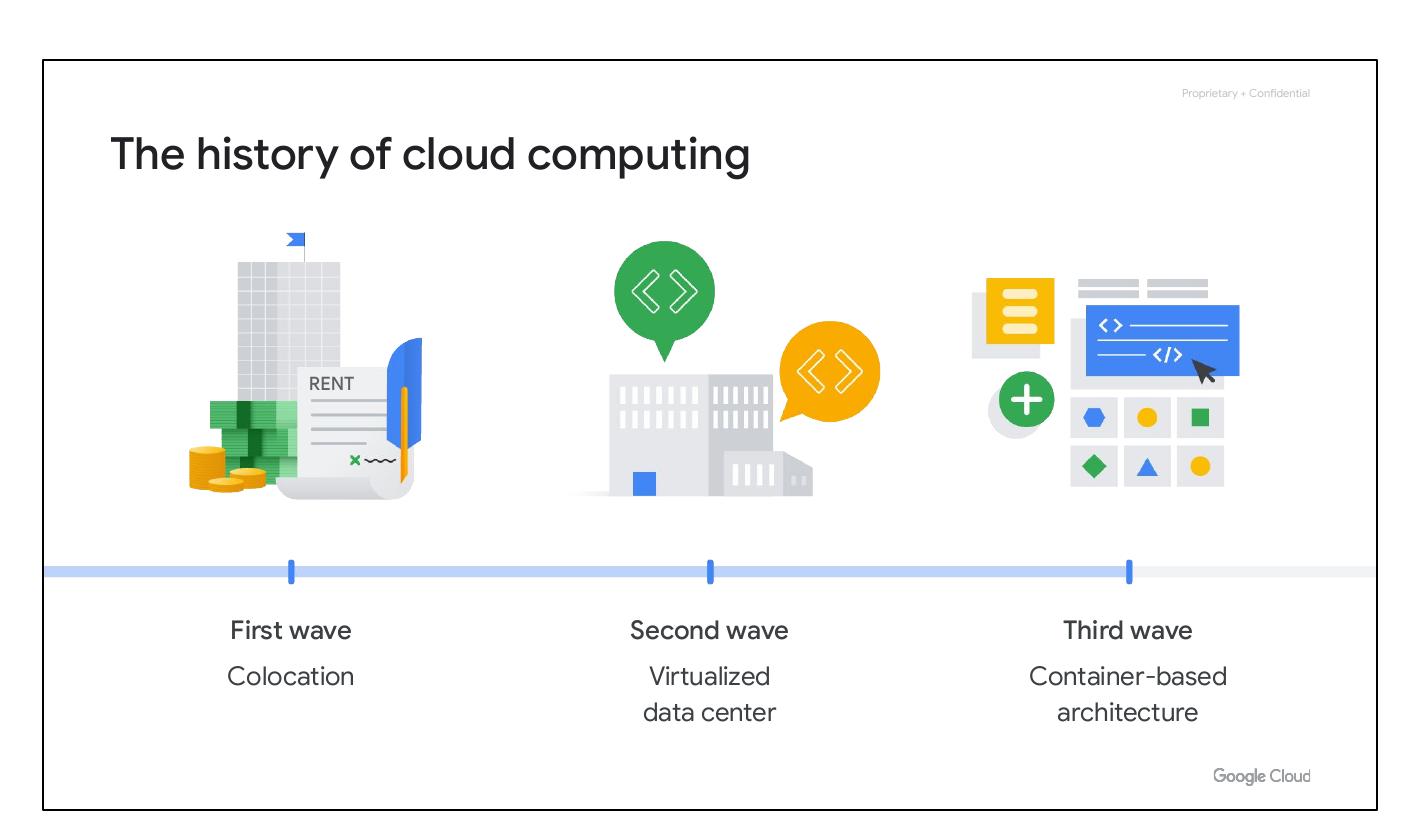 Proprietary + Confidential
The history of cloud computing
RENT
First wave
Colocation
Second wave
Virtualized
data center
Third wave
Container-based
architecture
Google Cloud